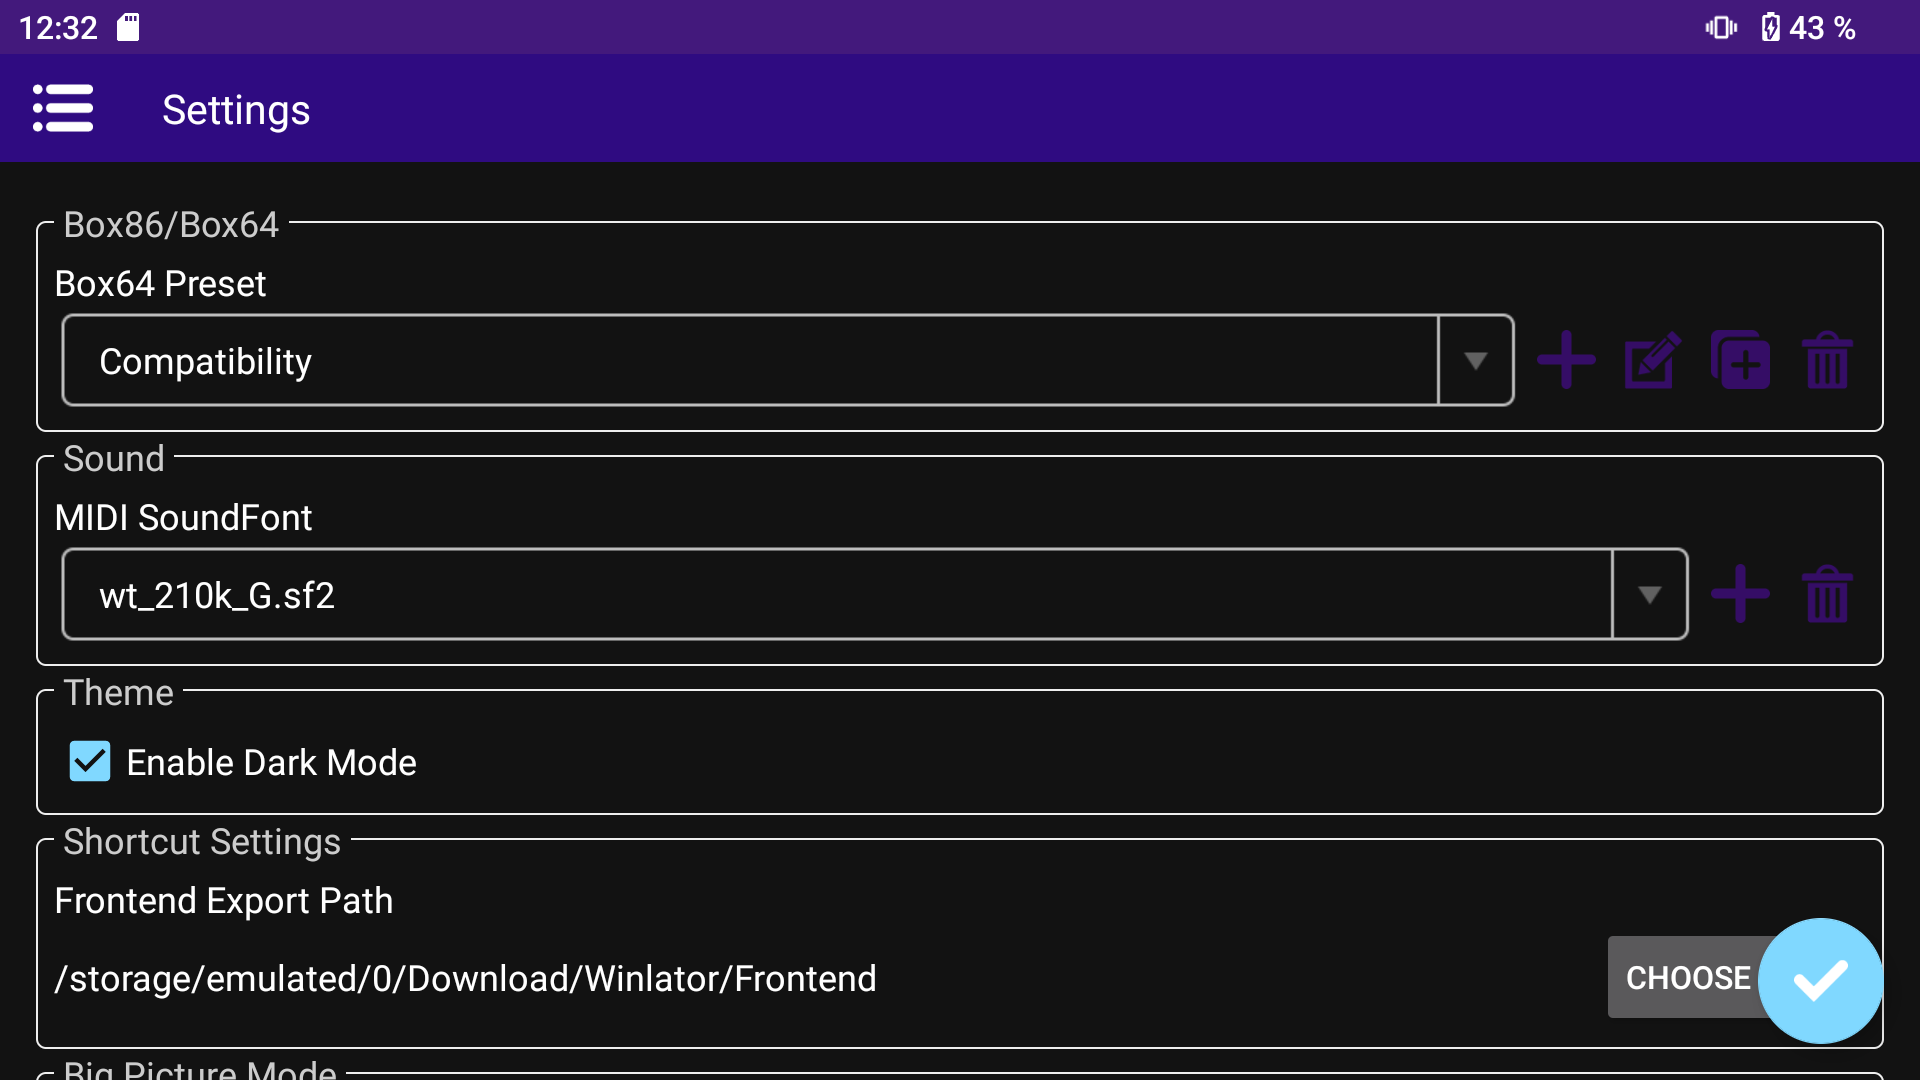 12:32
43 %
Settings
Box86/Box64
Box64 Preset
Compatibility
Sound
MIDI SoundFont
wt_210k_G.sf2
Theme
Enable Dark Mode
Shortcut Settings
Frontend Export Path
/storage/emulated/0/Download/Winlator/Frontend
CHOOSE
Big Picture Mode